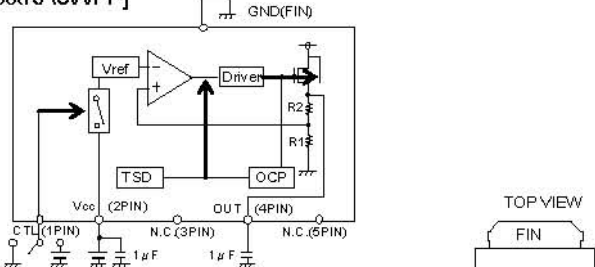 GND(FIN)
Vref
Driver
R2
R1
TSD
OCP
Vcc (2PIN)
OUT (4PIN)
TOP VIEW
CTL(1PIN)
N.C.(3PIN)
N.C.(5PIN)
FIN
1μF
1μF